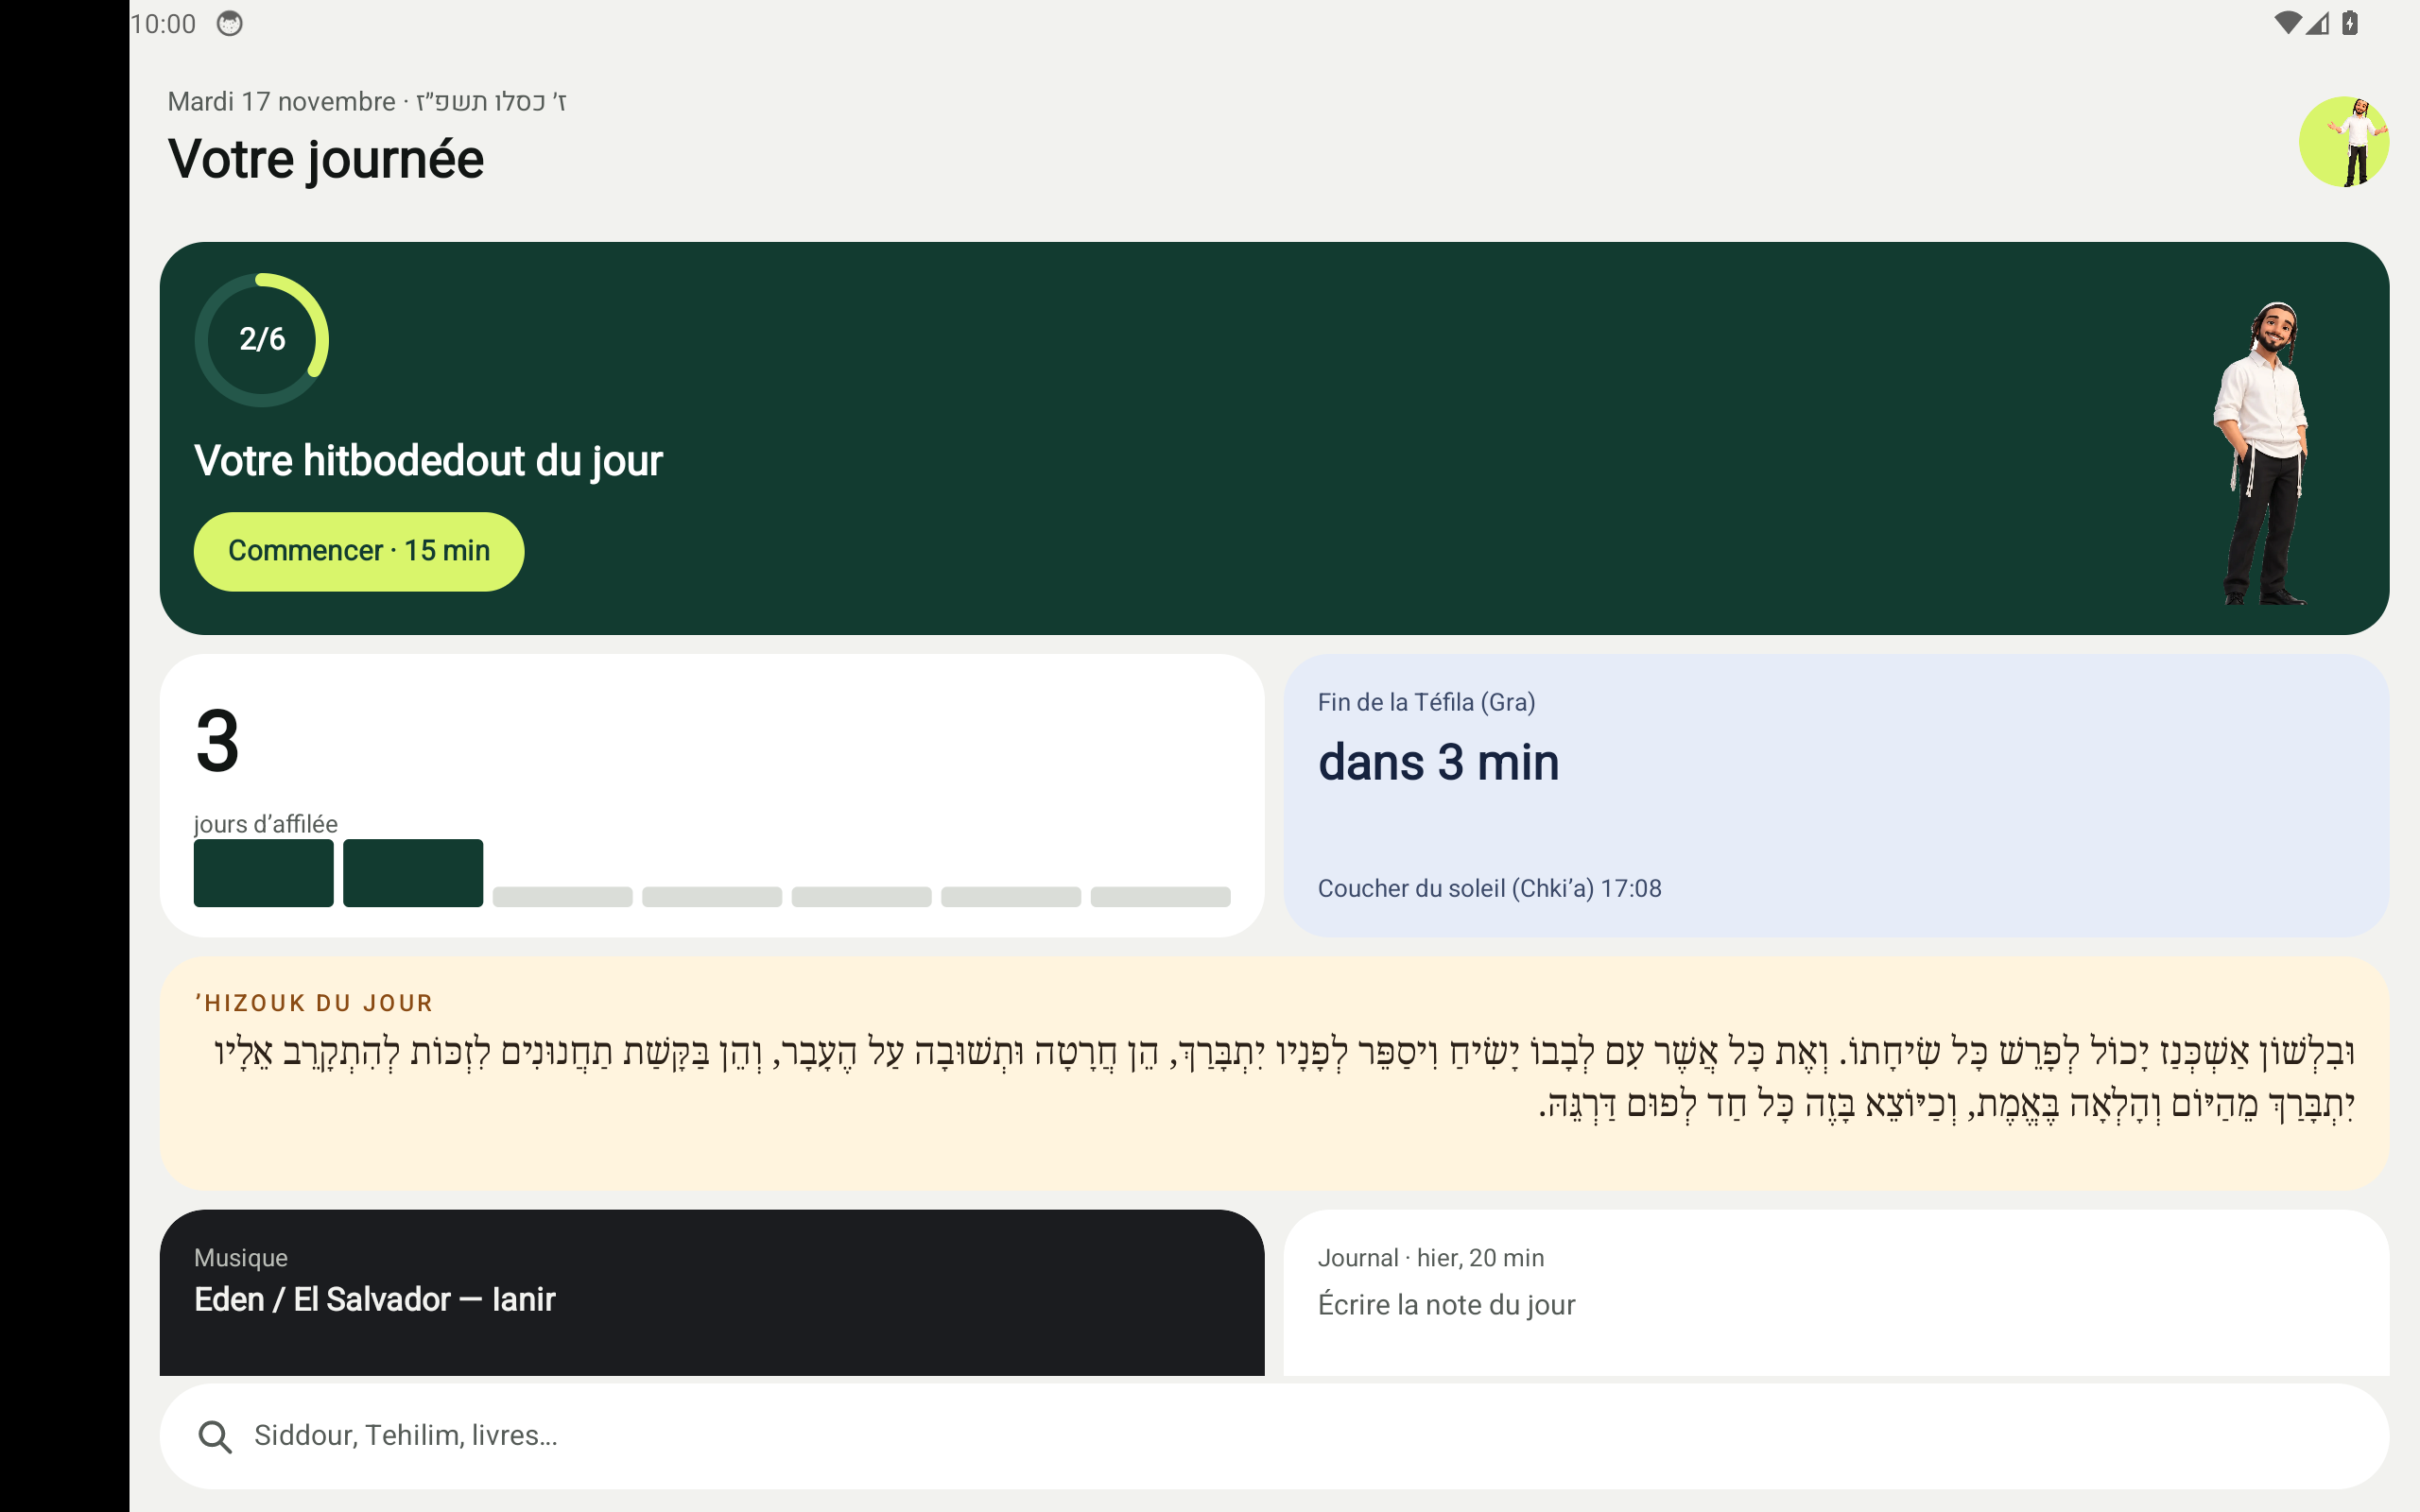 10:00
Mardi 17 novembre · ז׳ כסלו תשפ״ז
Votre journée
2/6
Votre hitbodedout du jour
Commencer · 15 min
3
jours d’affilée
Fin de la Téfila (Gra)
dans 3 min
Coucher du soleil (Chki’a) 17:08
’HIZOUK DU JOUR
וּבִלְשׁוֹן אַשְׁכְּנַז יָכוֹל לְפָרֵשׁ כָּל שִׂיחָתוֹ. וְאֶת כָּל אֲשֶׁר עִם לְבָבוֹ יָשִׂיחַ וִיסַפֵּר לְפָנָיו יִתְבָּרַךְ, הֵן חֲרָטָה וּתְשׁוּבָה עַל הֶעָבָר, וְהֵן בַּקָּשַׁת תַּחֲנוּנִים לִזְכּוֹת לְהִתְקָרֵב אֵלָיו
יִתְבָּרַךְ מֵהַיּוֹם וְהָלְאָה בֶּאֱמֶת, וְכַיּוֹצֵא בָּזֶה כָּל חַד לְפוּם דַּרְגֵּהּ.
Musique
Eden / El Salvador — Ianir
Journal · hier, 20 min
Écrire la note du jour
Siddour, Tehilim, livres…